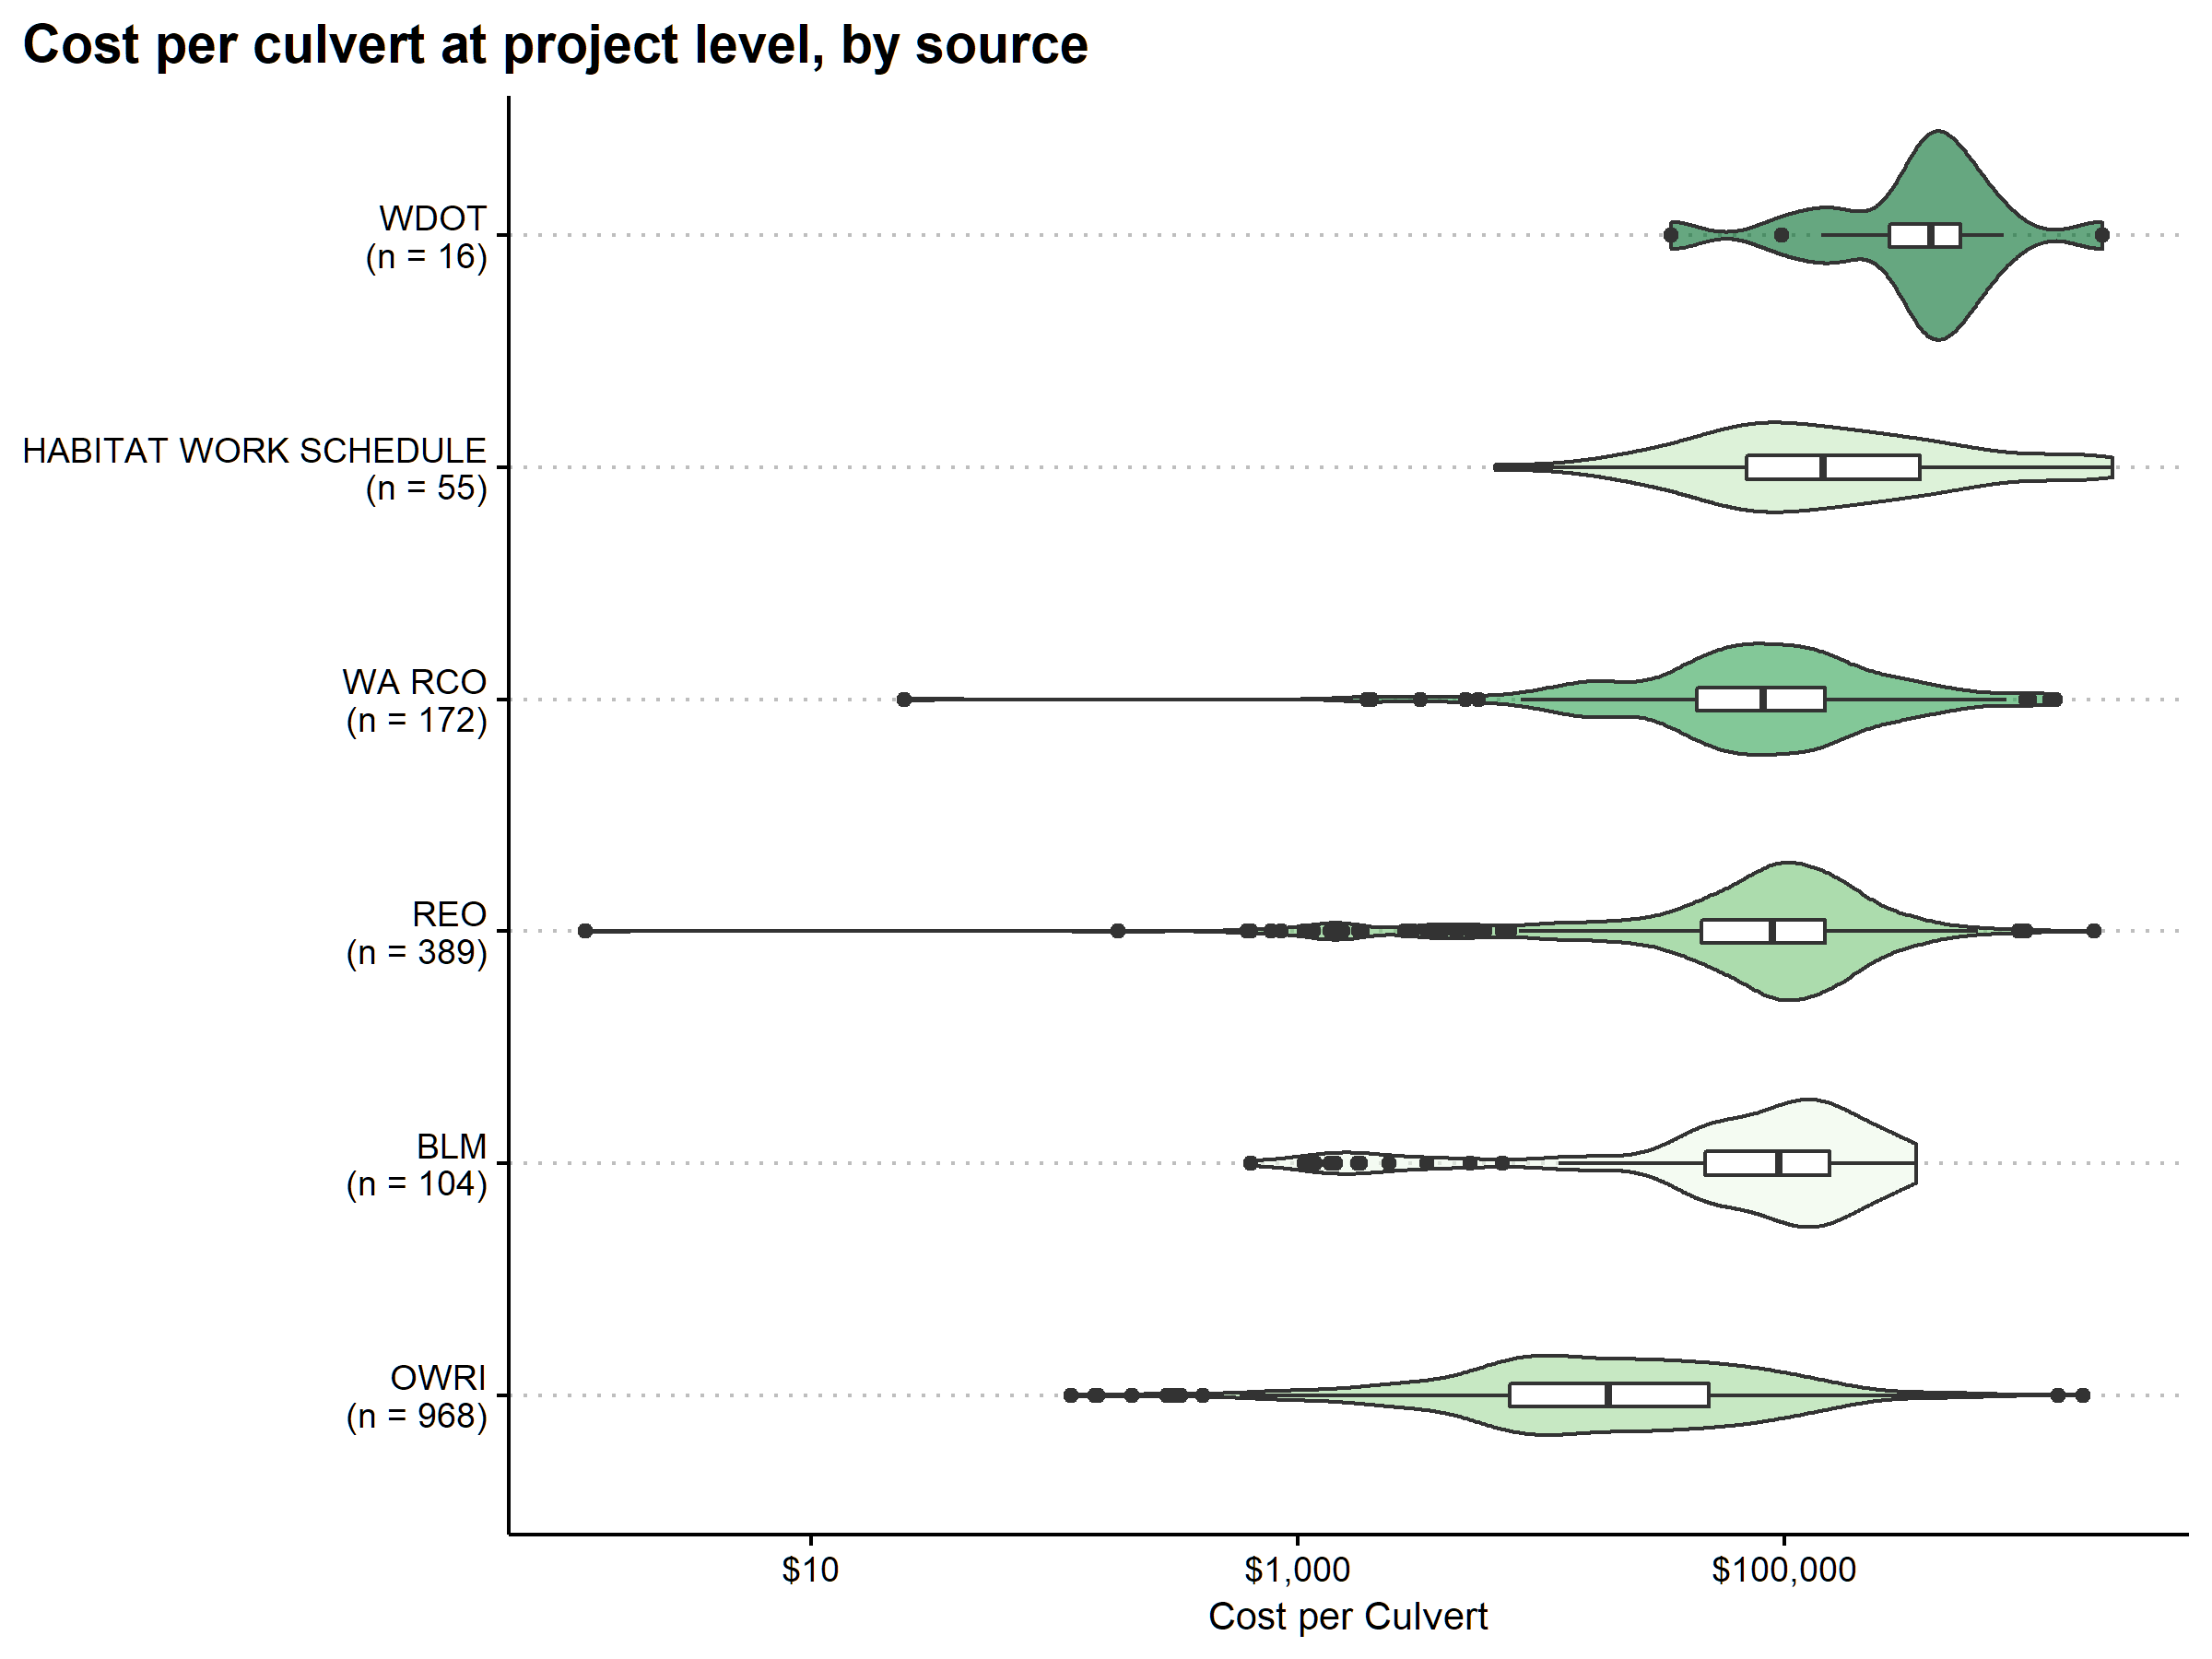 Cost per culvert at project level, by source
WDOT
(n = 16)
HABITAT WORK SCHEDULE
(n = 55)
WA RCO
(n = 172)
REO
(n = 389)
BLM
(n = 104)
OWRI
(n = 968)
$10
$1,000
$100,000
Cost per Culvert